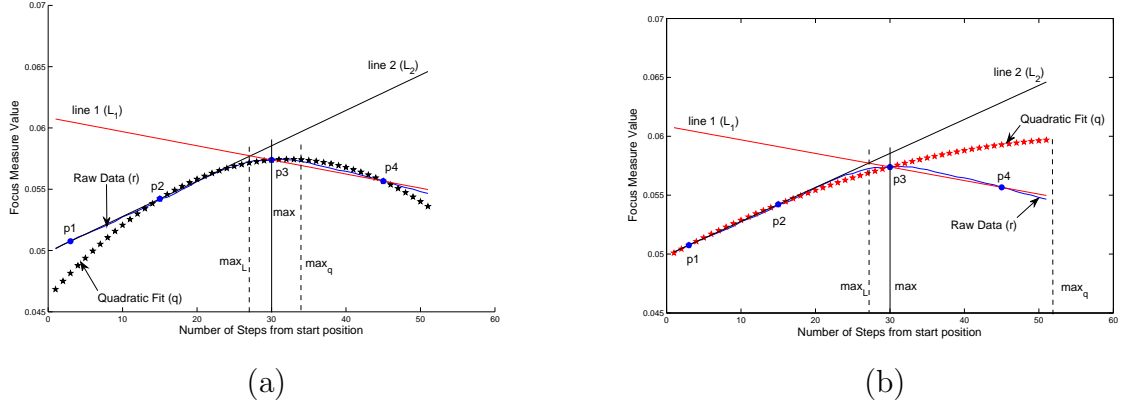 0.07
0.065
0.06
0.055
0.05
0.045
Focus Measure Value
line 2 (L2)
line 1 (L1)
Raw Data (r)
p1
p2
p3
p4
max
maxL
maxq
Quadratic Fit (q)
0 10 20 30 40 50 60
Number of Steps from start position
(a)
0.07
0.065
0.06
0.055
0.05
0.045
Focus Measure Value
line 2 (L2)
line 1 (L1)
Quadratic Fit (q)
p1
p2
p3
p4
Raw Data (r)
maxL
max
maxq
0 10 20 30 40 50 60
Number of Steps from start position
(b)